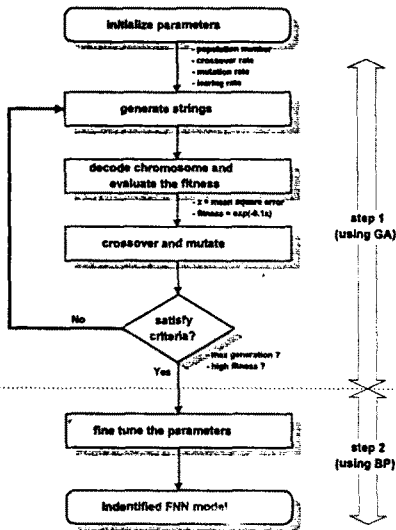 initialize parameters
- population number
- crossover rate
- mutation rate
- learing rate
generate strings
decode chromosome and
evaluate the fitness
- x = mean square error
- fitness = exp(-0.1x)
crossover and mutate
step 1
(using GA)
No
satisfy
criteria?
- max generation ?
- high fitness ?
Yes
fine tune the parameters
step 2
(using BP)
indentified FNN model